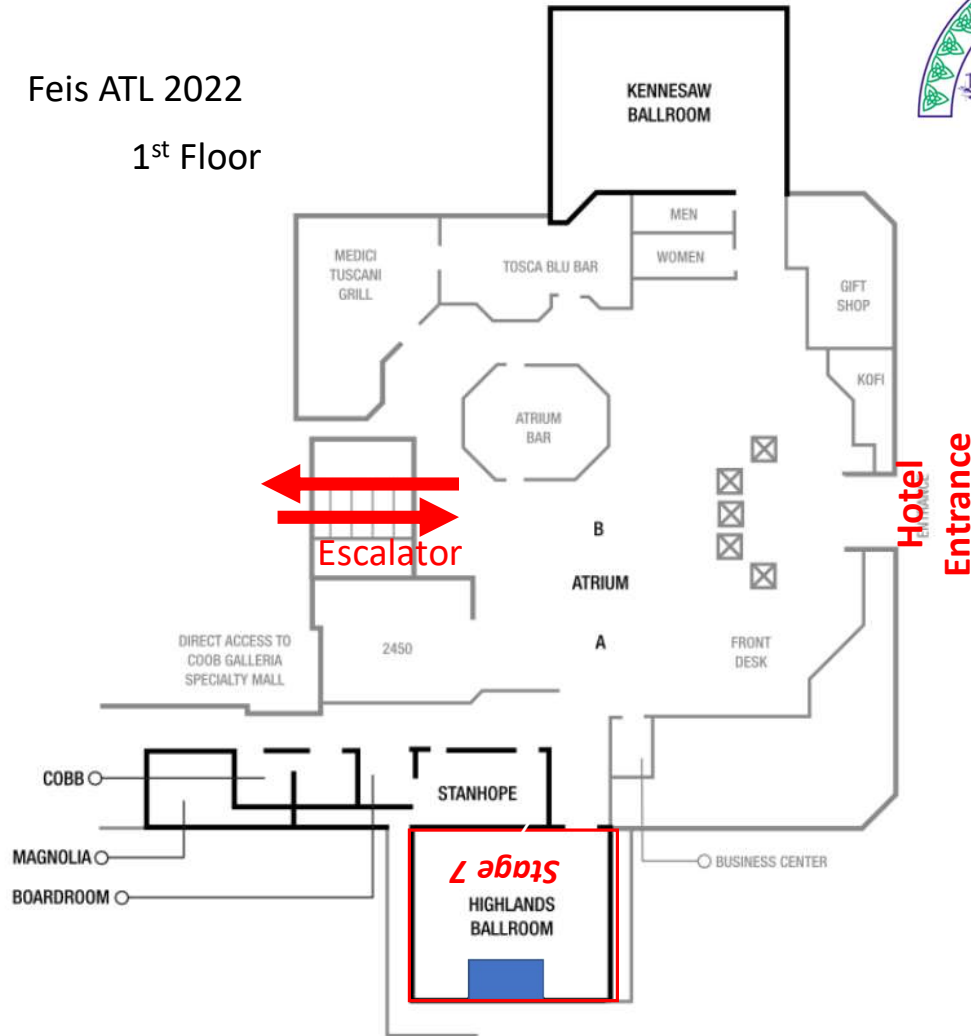 Feis ATL 2022
1st Floor
KENNESAW
BALLROOM
MEN
WOMEN
MEDICI
TUSCANI
GRILL
TOSCA BLU BAR
GIFT
SHOP
KOFI
ATRIUM
BAR
Hotel
Entrance
ENTRANCE
Escalator
B
ATRIUM
A
2450
FRONT
DESK
DIRECT ACCESS TO
COOB GALLERIA
SPECIALTY MALL
COBB
STANHOPE
MAGNOLIA
BOARDROOM
BUSINESS CENTER
Stage 7
HIGHLANDS
BALLROOM